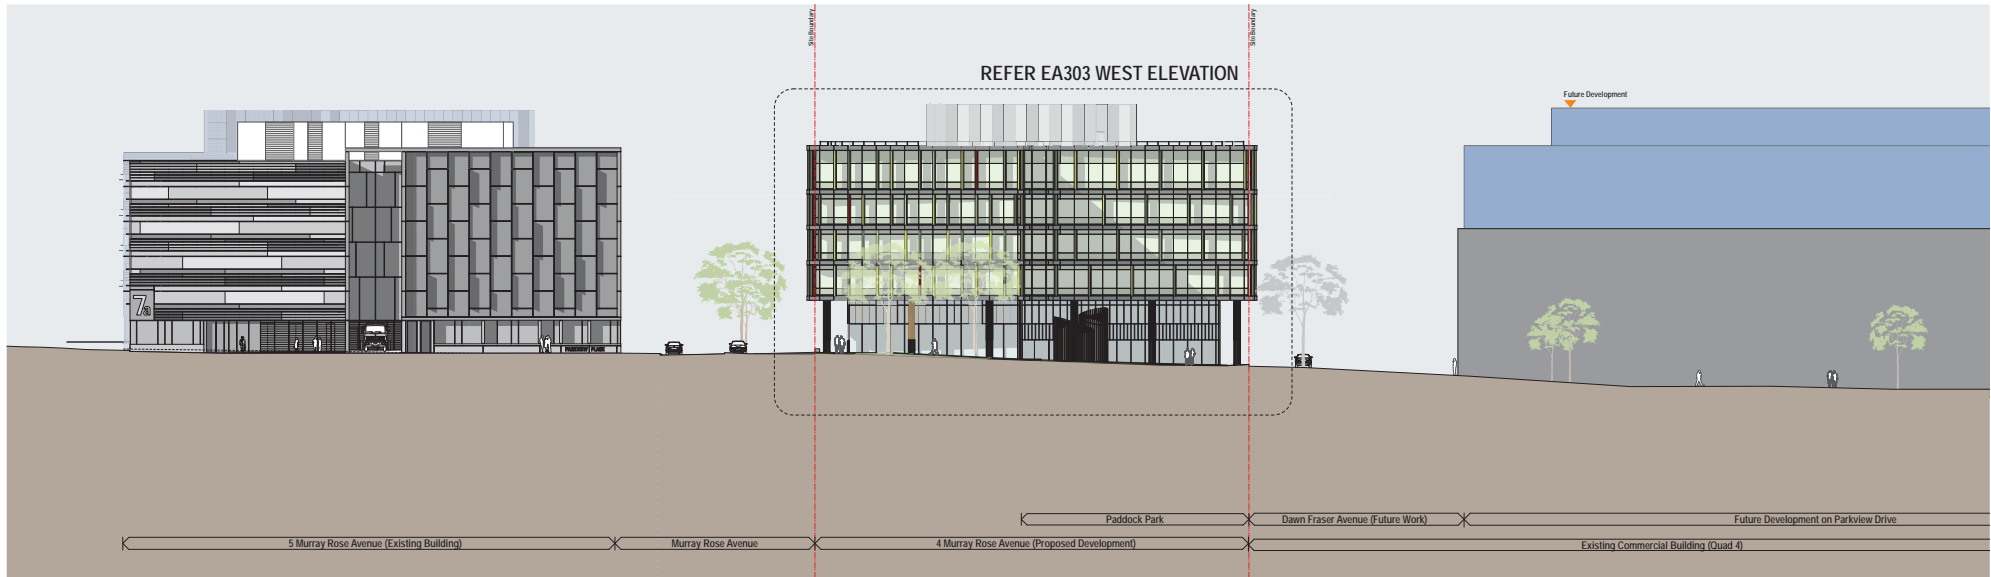 Site Boundary
Site Boundary
REFER EA303 WEST ELEVATION
Future Development
7a
PARKVIEW PLACE
Paddock Park
Dawn Fraser Avenue (Future Work)
Future Development on Parkview Drive
5 Murray Rose Avenue (Existing Building)
Murray Rose Avenue
4 Murray Rose Avenue (Proposed Development)
Existing Commercial Building (Quad 4)